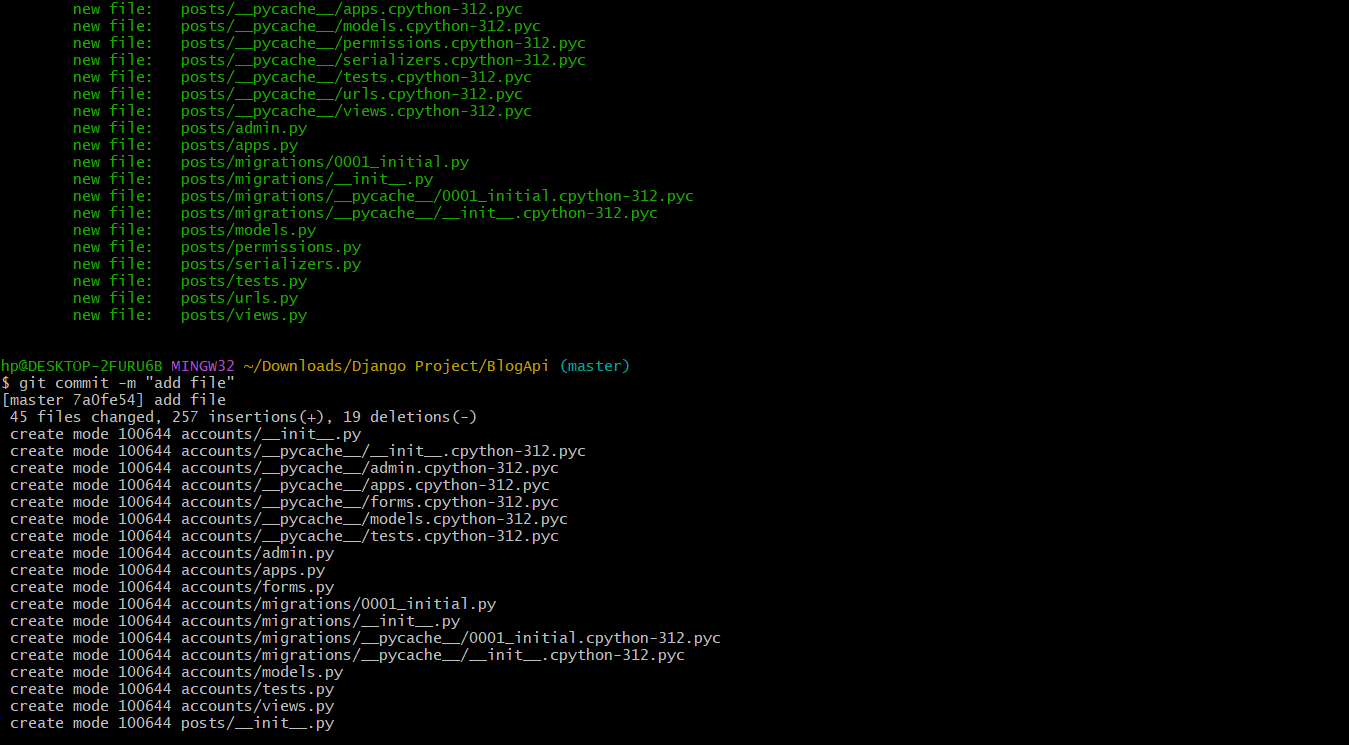 new file:   posts/__pycache__/apps.cpython-312.pyc
new file:   posts/__pycache__/models.cpython-312.pyc
new file:   posts/__pycache__/permissions.cpython-312.pyc
new file:   posts/__pycache__/serializers.cpython-312.pyc
new file:   posts/__pycache__/tests.cpython-312.pyc
new file:   posts/__pycache__/urls.cpython-312.pyc
new file:   posts/__pycache__/views.cpython-312.pyc
new file:   posts/admin.py
new file:   posts/apps.py
new file:   posts/migrations/0001_initial.py
new file:   posts/migrations/__init__.py
new file:   posts/migrations/__pycache__/0001_initial.cpython-312.pyc
new file:   posts/migrations/__pycache__/__init__.cpython-312.pyc
new file:   posts/models.py
new file:   posts/permissions.py
new file:   posts/serializers.py
new file:   posts/tests.py
new file:   posts/urls.py
new file:   posts/views.py
hp@DESKTOP-2FURU6B MINGW32 ~/Downloads/Django Project/BlogApi (master)
$ git commit -m "add file"
[master 7a0fe54] add file
 45 files changed, 257 insertions(+), 19 deletions(-)
 create mode 100644 accounts/__init__.py
 create mode 100644 accounts/__pycache__/__init__.cpython-312.pyc
 create mode 100644 accounts/__pycache__/admin.cpython-312.pyc
 create mode 100644 accounts/__pycache__/apps.cpython-312.pyc
 create mode 100644 accounts/__pycache__/forms.cpython-312.pyc
 create mode 100644 accounts/__pycache__/models.cpython-312.pyc
 create mode 100644 accounts/__pycache__/tests.cpython-312.pyc
 create mode 100644 accounts/admin.py
 create mode 100644 accounts/apps.py
 create mode 100644 accounts/forms.py
 create mode 100644 accounts/migrations/0001_initial.py
 create mode 100644 accounts/migrations/__init__.py
 create mode 100644 accounts/migrations/__pycache__/0001_initial.cpython-312.pyc
 create mode 100644 accounts/migrations/__pycache__/__init__.cpython-312.pyc
 create mode 100644 accounts/models.py
 create mode 100644 accounts/tests.py
 create mode 100644 accounts/views.py
 create mode 100644 posts/__init__.py